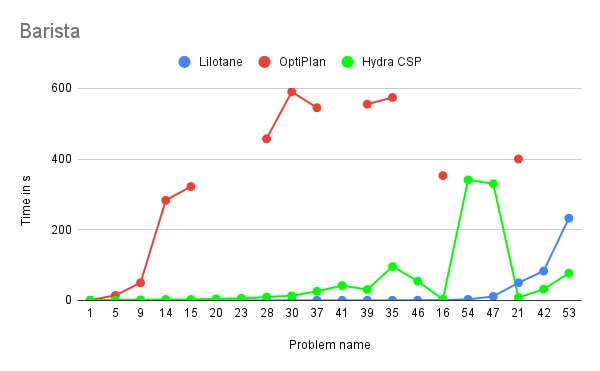 Barista
Lilotane OptiPlan Hydra CSP
600
400
200
0
Time in s
1 5 9 14 15 20 23 28 30 37 41 39 35 46 16 54 47 21 42 53
Problem name